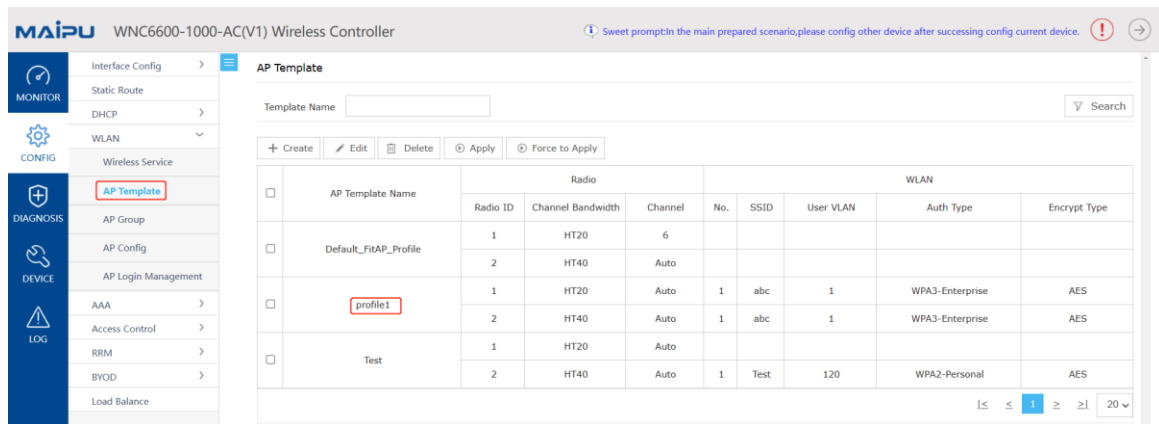 MAIPU WNC6600-1000-AC(V1) Wireless Controller
Sweet prompt:In the main prepared scenario,please config other device after successing config current device.
MONITOR
CONFIG
DIAGNOSIS
DEVICE
LOG
Interface Config
Static Route
DHCP
WLAN
Wireless Service
AP Template
AP Group
AP Config
AP Login Management
AAA
Access Control
RRM
BYOD
Load Balance
AP Template
Template Name Search
Create Edit Delete Apply Force to Apply
AP Template Name Radio WLAN
Radio ID Channel Bandwidth Channel No. SSID User VLAN Auth Type Encrypt Type
Default_FitAP_Profile
1 HT20 6
2 HT40 Auto
profile1
1 HT20 Auto 1 abc 1 WPA3-Enterprise AES
2 HT40 Auto 1 abc 1 WPA3-Enterprise AES
Test
1 HT20 Auto
2 HT40 Auto 1 Test 120 WPA2-Personal AES
|< < 1 > >| 20